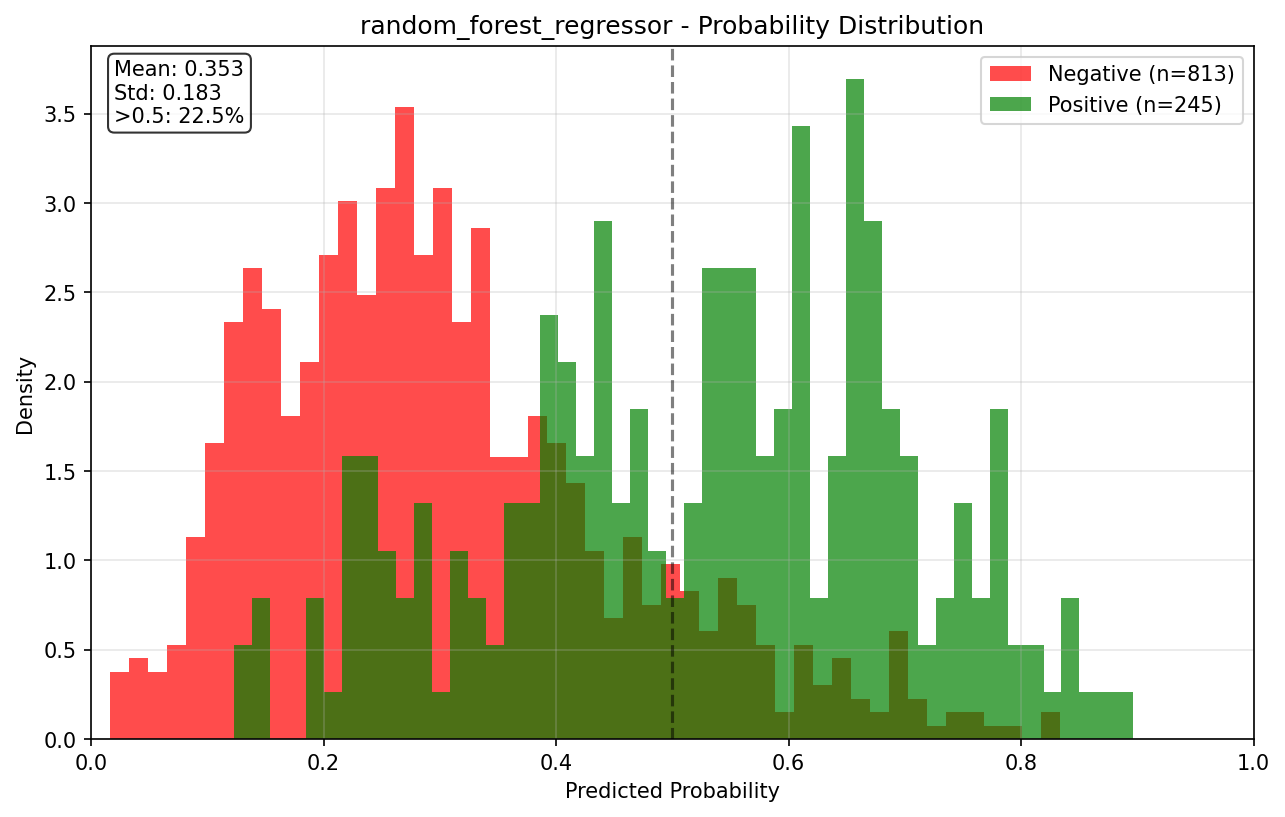 random_forest_regressor - Probability Distribution
Mean: 0.353
Std: 0.183
>0.5: 22.5%
Negative (n=813)
Positive (n=245)
Density
3.5
3.0
2.5
2.0
1.5
1.0
0.5
0.0
0.0 0.2 0.4 0.6 0.8 1.0
Predicted Probability